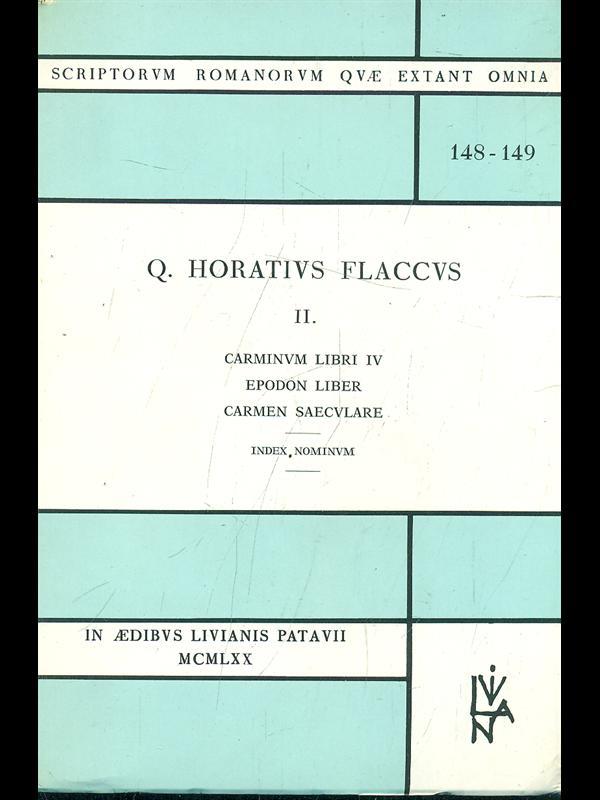 SCRIPTORVM ROMANORVM QVÆ EXTANT OMNIA
148-149
Q. HORATIVS FLACCVS
II.
CARMINVM LIBRI IV
EPODON LIBER
CARMEN SAECVLARE
INDEX NOMINVM
IN ÆDIBVS LIVIANIS PATAVII
MCMLXX